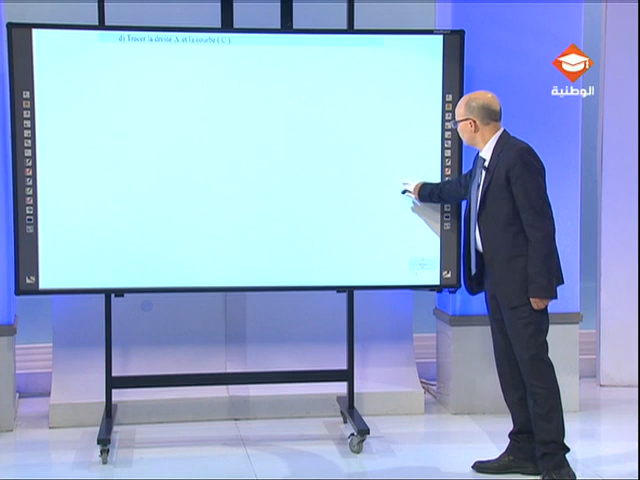 d) Tracer la droite Δ et la courbe ( C ).
الوطنية